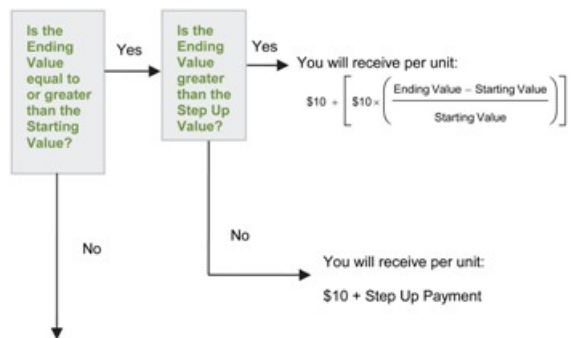 Is the
Ending
Value
equal to
or greater
than the
Starting
Value?
Yes
Is the
Ending
Value
greater
than the
Step Up
Value?
Yes
You will receive per unit:
$10 + [ $10 × ( Ending Value – Starting Value / Starting Value ) ]
No
No
You will receive per unit:
$10 + Step Up Payment